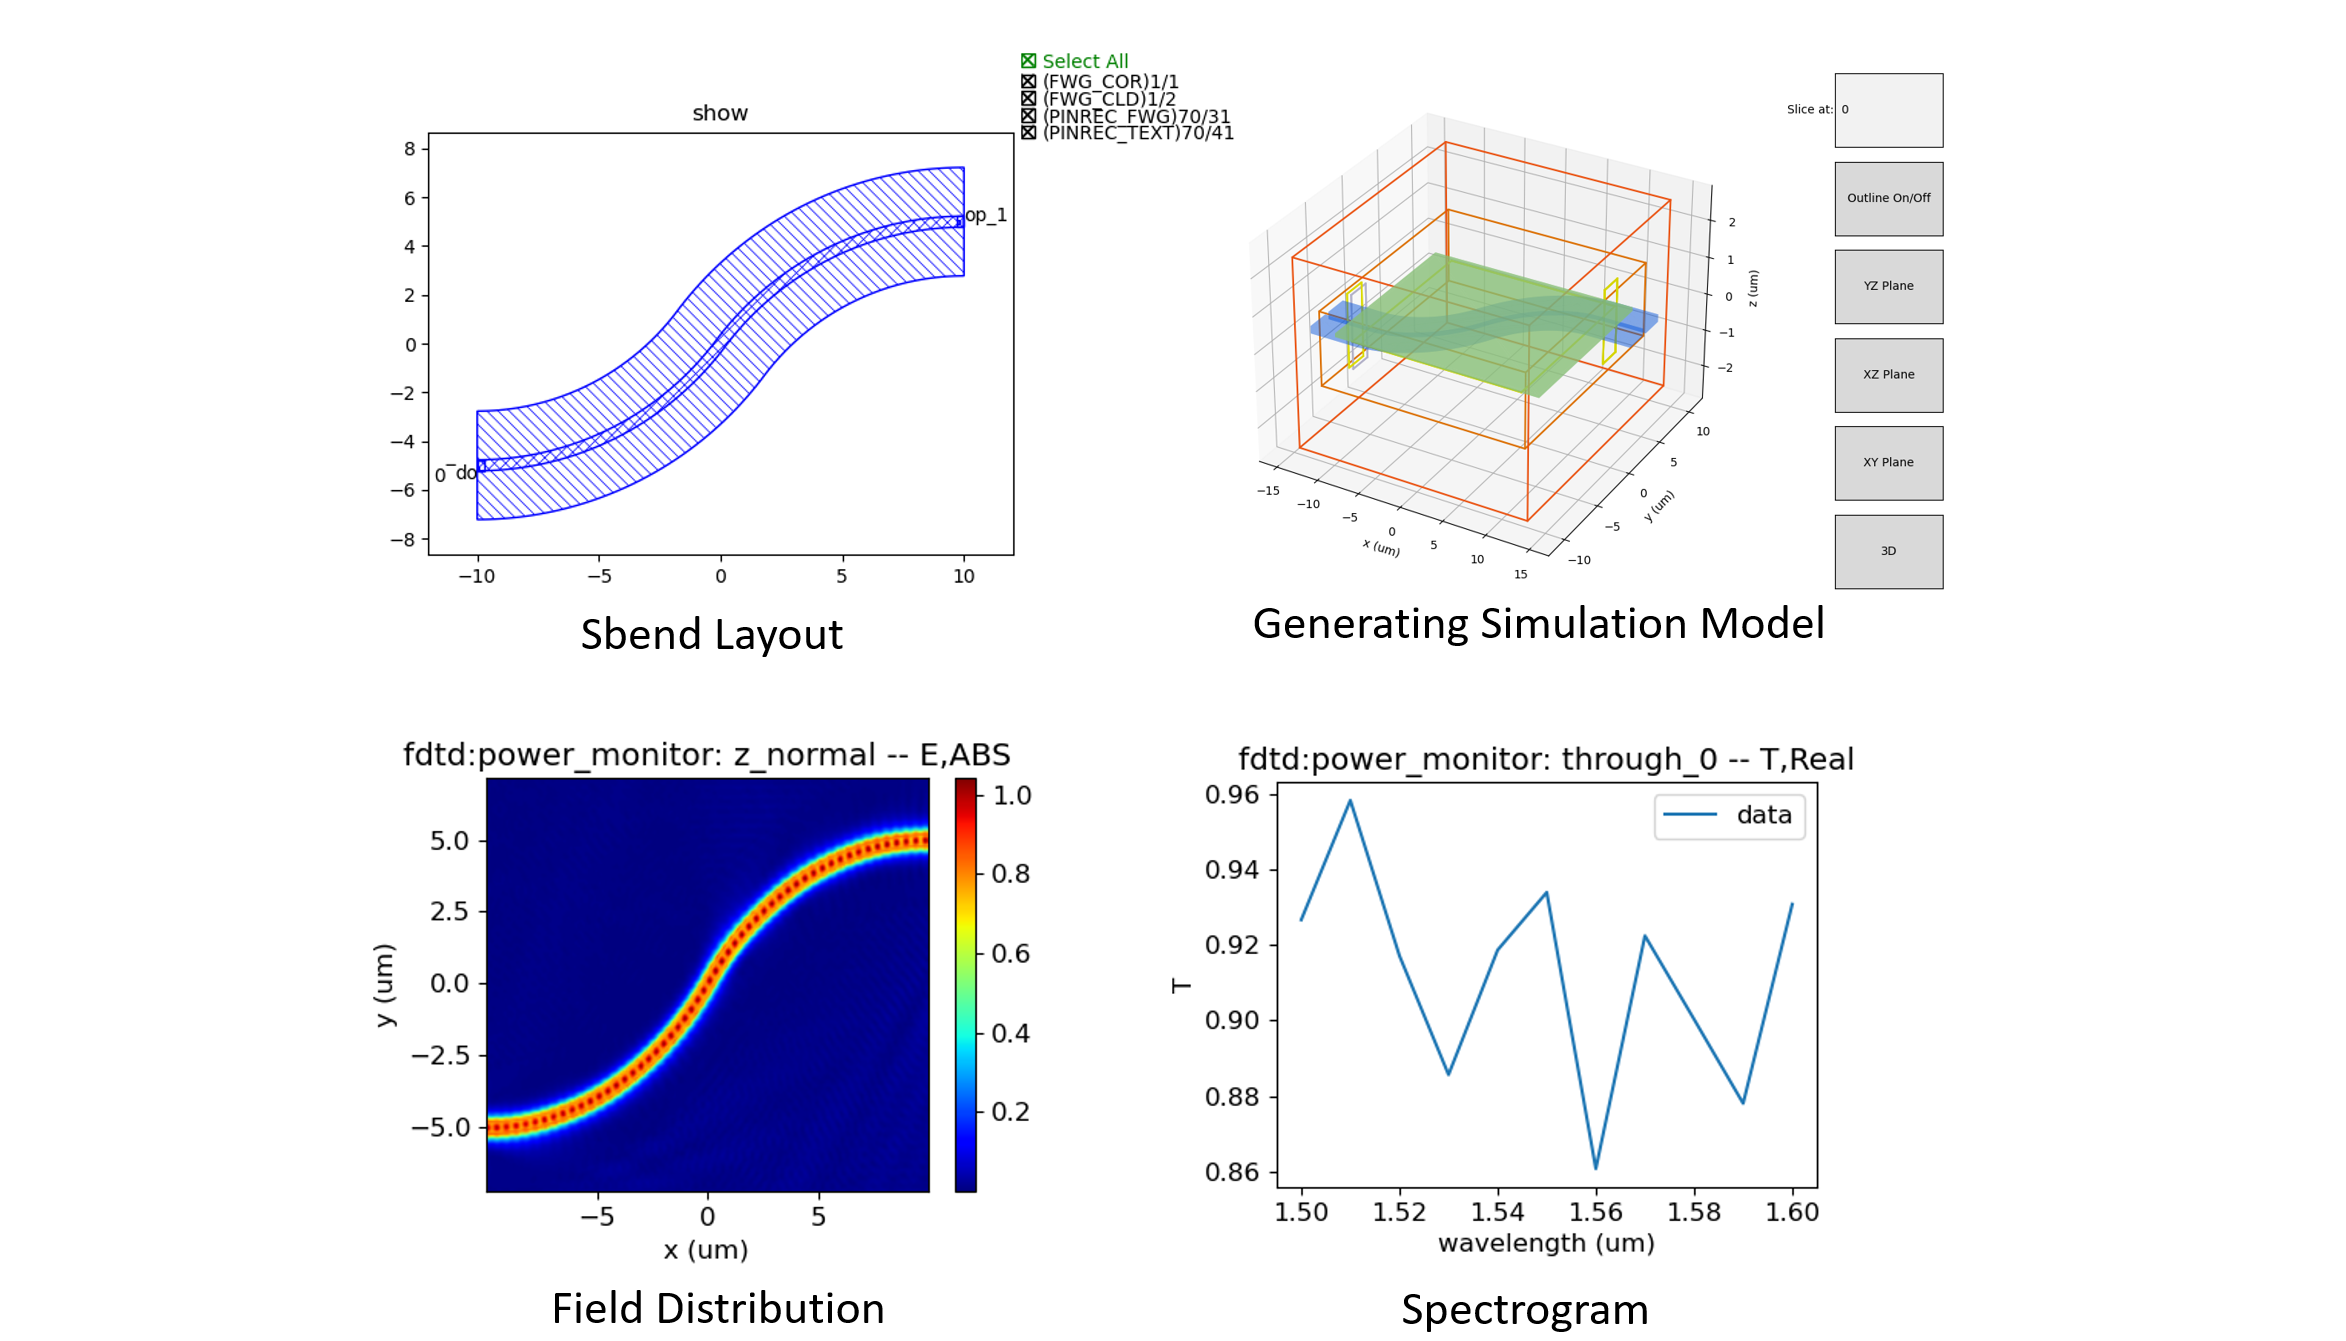 Select All
(FWG_COR)1/1
(FWG_CLD)1/2
(PINREC_FWG)70/31
(PINREC_TEXT)70/41
show
8
6
4
2
0
−2
−4
−6
−8
op_1
0_do
−10
−5
0
5
10
Sbend Layout
Slice at: 0
Outline On/Off
YZ Plane
XZ Plane
XY Plane
3D
2
1
0
−1
−2
z (um)
10
5
0
−5
−10
y (um)
−15
−10
−5
0
5
10
15
x (um)
Generating Simulation Model
fdtd:power_monitor: z_normal -- E,ABS
5.0
2.5
0.0
−2.5
−5.0
y (um)
−5
0
5
x (um)
1.0
0.8
0.6
0.4
0.2
Field Distribution
fdtd:power_monitor: through_0 -- T,Real
data
0.96
0.94
0.92
0.90
0.88
0.86
T
1.50
1.52
1.54
1.56
1.58
1.60
wavelength (um)
Spectrogram